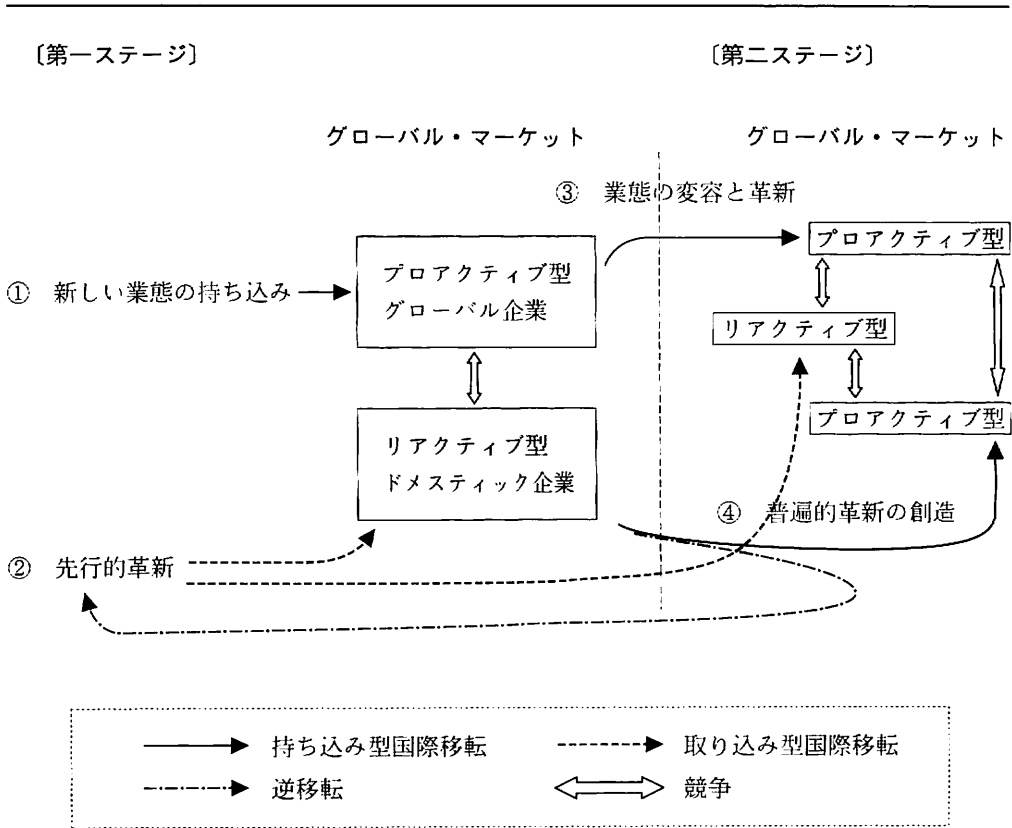 〔第一ステージ〕
〔第二ステージ〕
グローバル・マーケット
グローバル・マーケット
③ 業態の変容と革新
プロアクティブ型
① 新しい業態の持ち込み
プロアクティブ型
グローバル企業
リアクティブ型
プロアクティブ型
リアクティブ型
ドメスティック企業
④ 普遍的革新の創造
② 先行的革新
持ち込み型国際移転
取り込み型国際移転
逆移転
競争